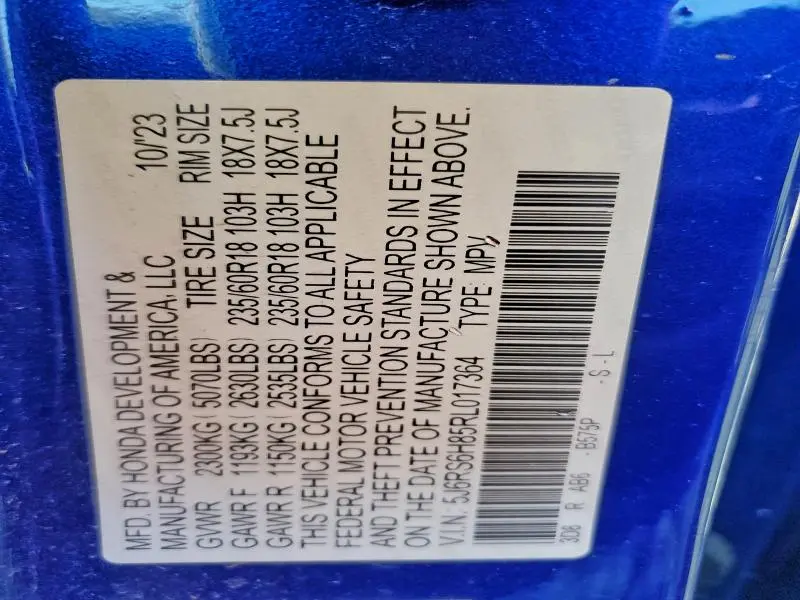 MFD. BY HONDA DEVELOPMENT &
MANUFACTURING OF AMERICA, LLC 10/'23
GVWR 2300KG( 5070LBS) TIRE SIZE RIM SIZE
GAWR F 1193KG( 2630LBS) 235/60R18 103H 18X7.5J
GAWR R 1150KG( 2535LBS) 235/60R18 103H 18X7.5J
THIS VEHICLE CONFORMS TO ALL APPLICABLE
FEDERAL MOTOR VEHICLE SAFETY
AND THEFT PREVENTION STANDARDS IN EFFECT
ON THE DATE OF MANUFACTURE SHOWN ABOVE.
V.I.N: 5J6RS6H85RL017364 TYPE: MPV
3D8 R AB6 -B575P -S-L